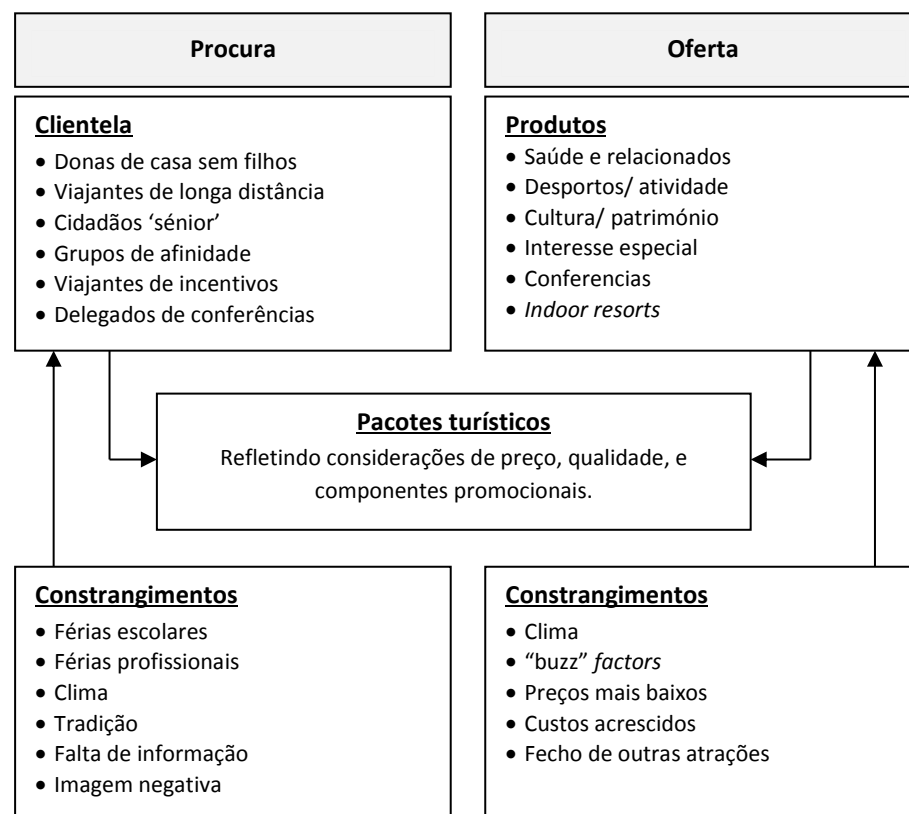 Procura
Oferta
Clientela
• Donas de casa sem filhos
• Viajantes de longa distância
• Cidadãos ‘sénior’
• Grupos de afinidade
• Viajantes de incentivos
• Delegados de conferências
Produtos
• Saúde e relacionados
• Desportos/ atividade
• Cultura/ património
• Interesse especial
• Conferencias
• Indoor resorts
Pacotes turísticos
Refletindo considerações de preço, qualidade, e
componentes promocionais.
Constrangimentos
• Férias escolares
• Férias profissionais
• Clima
• Tradição
• Falta de informação
• Imagem negativa
Constrangimentos
• Clima
• “buzz” factors
• Preços mais baixos
• Custos acrescidos
• Fecho de outras atrações